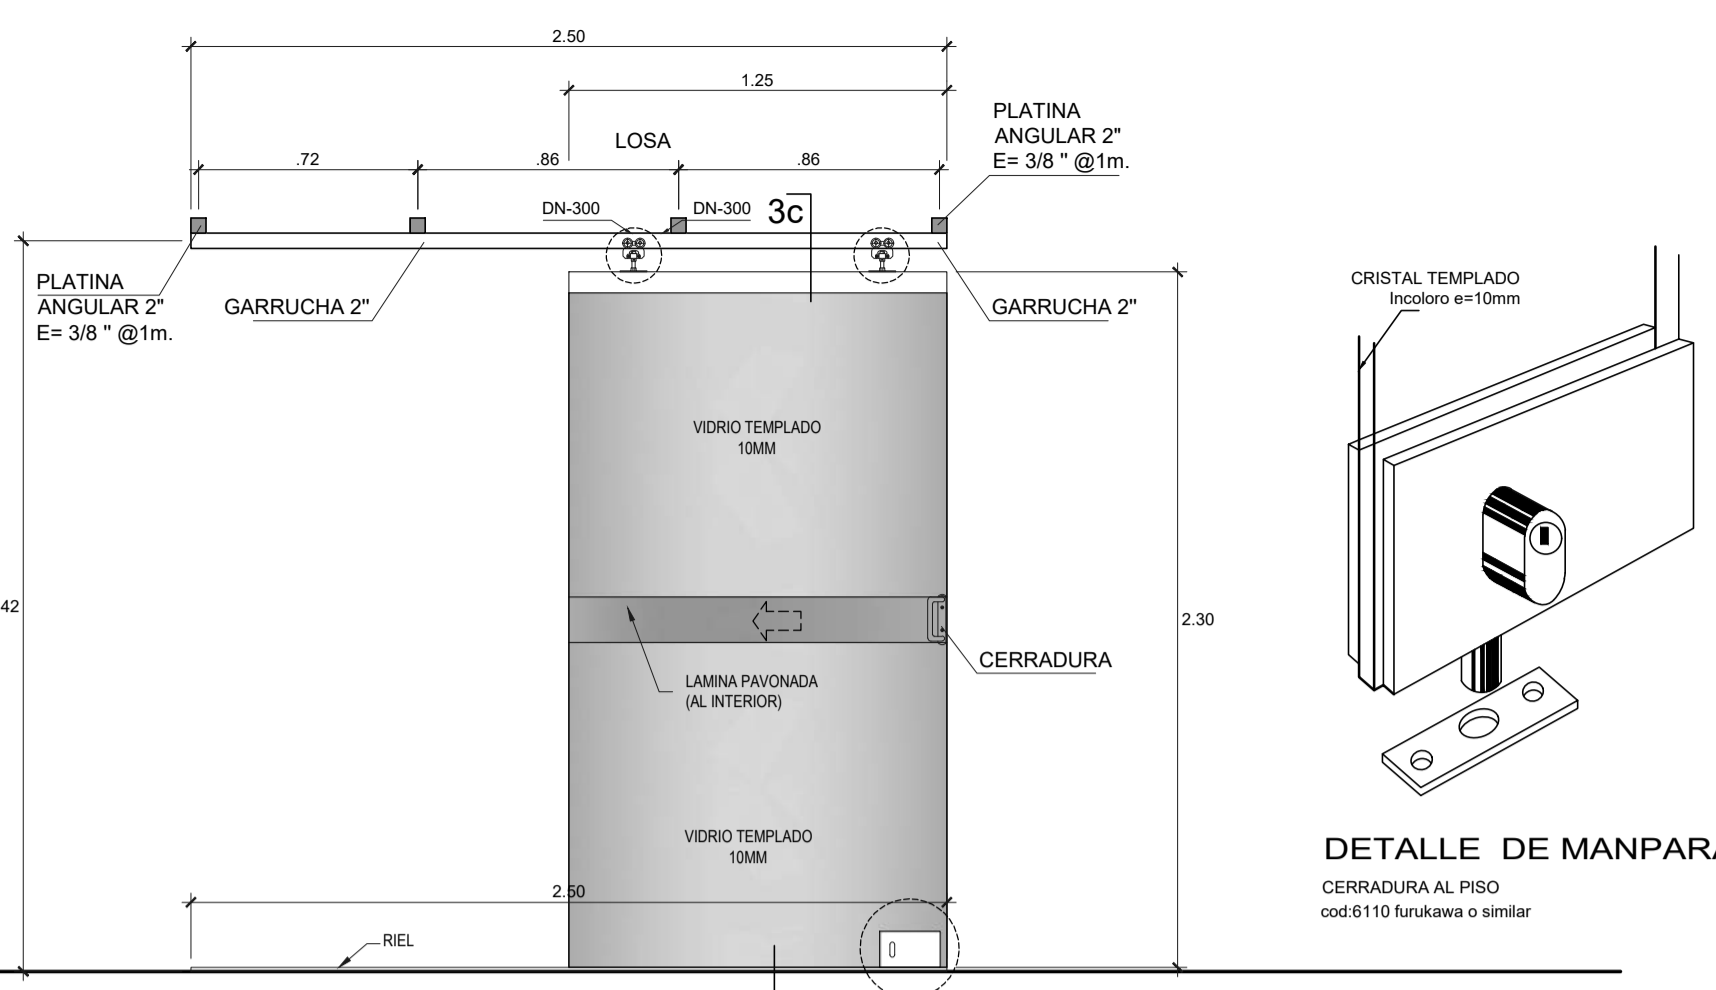 2.50
1.25
PLATINA
ANGULAR 2"
E= 3/8 " @1m.
LOSA
.72
.86
.86
DN-300
DN-300
3c
PLATINA
ANGULAR 2"
E= 3/8 " @1m.
GARRUCHA 2"
GARRUCHA 2"
CRISTAL TEMPLADO
Incoloro e=10mm
VIDRIO TEMPLADO
10MM
42
2.30
CERRADURA
LAMINA PAVONADA
(AL INTERIOR)
VIDRIO TEMPLADO
10MM
2.50
RIEL
DETALLE DE MANPARA
CERRADURA AL PISO
cod:6110 furukawa o similar